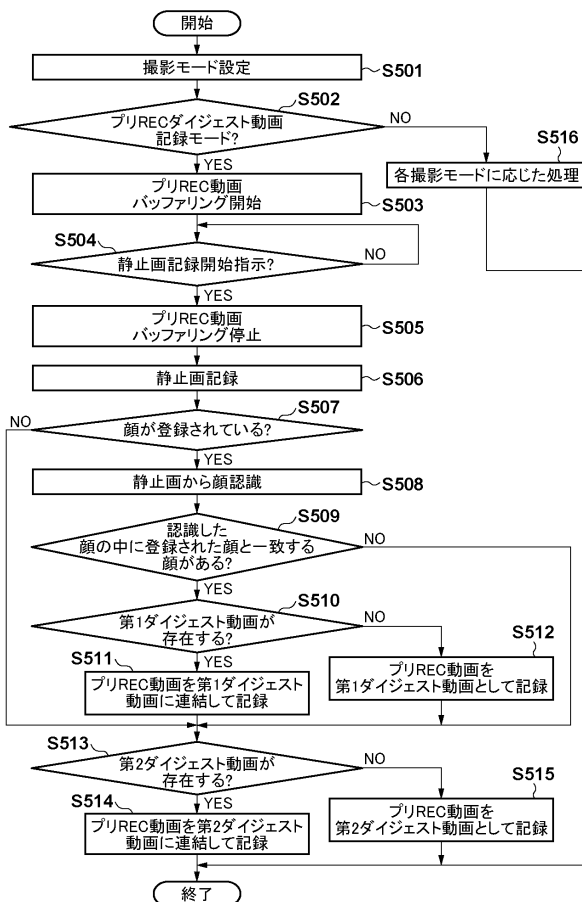 開始
撮影モード設定
S501
S502
プリRECダイジェスト動画
記録モード?
NO
YES
S516
各撮影モードに応じた処理
プリREC動画
バッファリング開始
S503
S504
静止画記録開始指示?
NO
YES
プリREC動画
バッファリング停止
S505
静止画記録
S506
S507
顔が登録されている?
NO
YES
静止画から顔認識
S508
S509
認識した
顔の中に登録された顔と一致する
顔がある?
NO
YES
S510
第1ダイジェスト動画が
存在する?
NO
YES
S511
プリREC動画を第1ダイジェスト
動画に連結して記録
S512
プリREC動画を
第1ダイジェスト動画として記録
S513
第2ダイジェスト動画が
存在する?
NO
YES
S514
プリREC動画を第2ダイジェスト
動画に連結して記録
S515
プリREC動画を
第2ダイジェスト動画として記録
終了